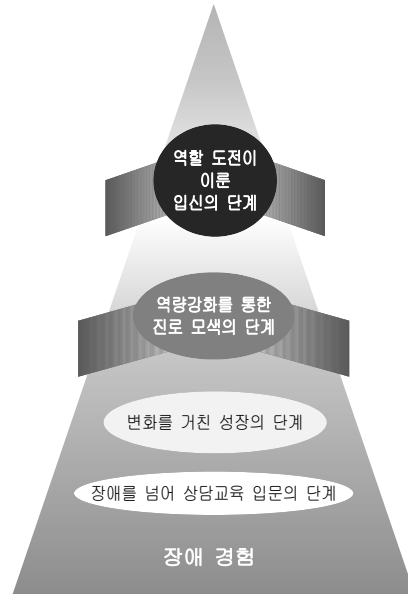 역할 도전이
이룬
입신의 단계
역량강화를 통한
진로 모색의 단계
변화를 거친 성장의 단계
장애를 넘어 상담교육 입문의 단계
장애 경험